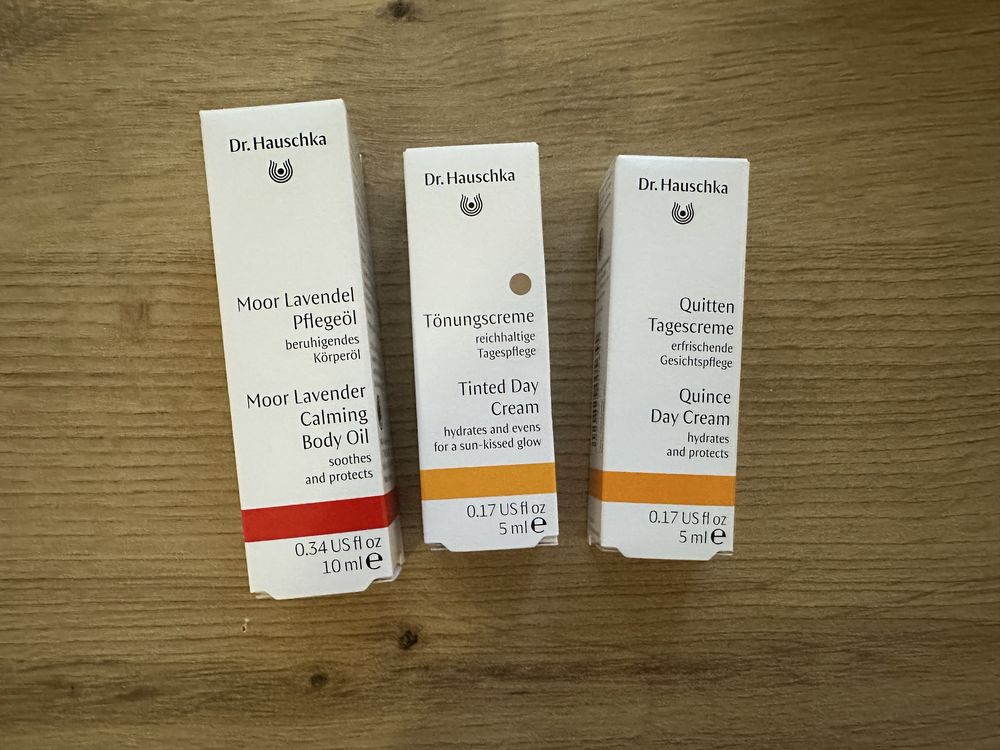 Dr. Hauschka
Moor Lavendel
Pflegeöl
beruhigendes
Körperöl
Moor Lavender
Calming
Body Oil
soothes
and protects
0.34 US fl oz
10 ml e
Dr. Hauschka
Tönungscreme
reichhaltige
Tagespflege
Tinted Day
Cream
hydrates and evens
for a sun-kissed glow
0.17 US fl oz
5 ml e
Dr. Hauschka
Quitten
Tagescreme
erfrischende
Gesichtspflege
Quince
Day Cream
hydrates
and protects
0.17 US fl oz
5 ml e